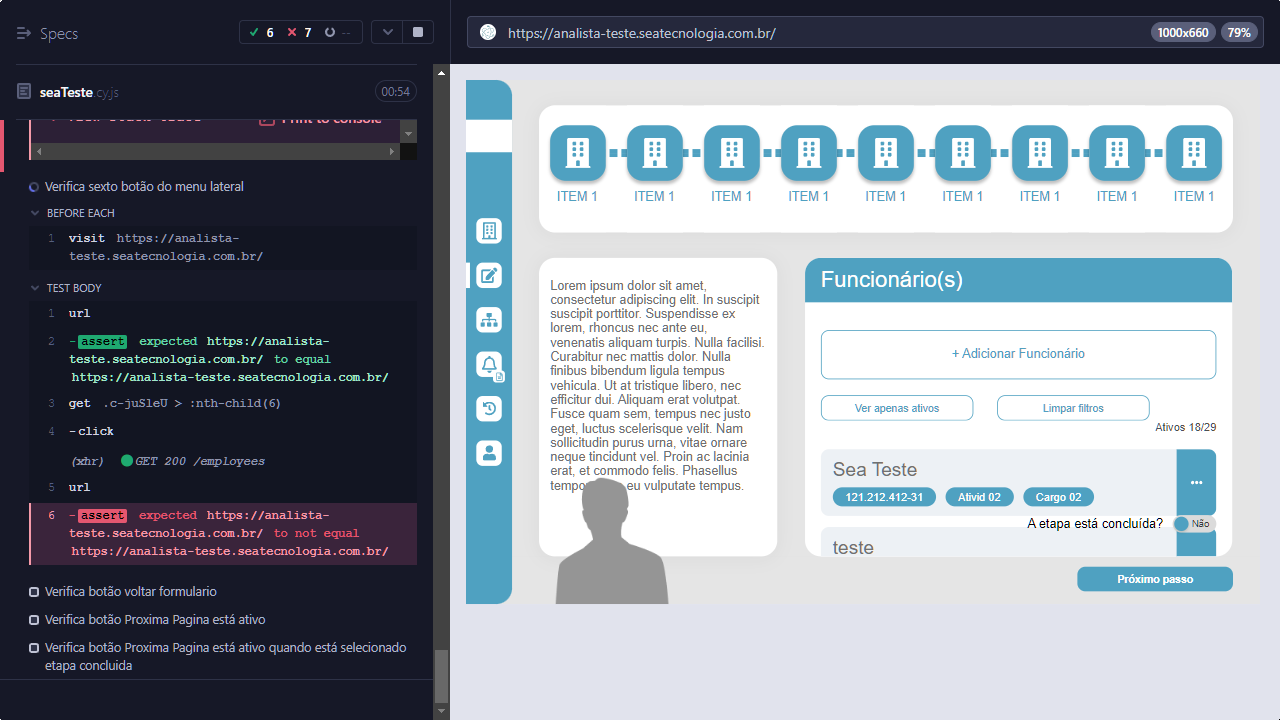 Specs
6 7 --
https://analista-teste.seatecnologia.com.br/
1000x660
79%
seaTeste.cy.js
00:54
Verifica sexto botão do menu lateral
BEFORE EACH
1 visit https://analista-
teste.seatecnologia.com.br/
TEST BODY
1 url
2 -assert expected https://analista-
teste.seatecnologia.com.br/ to equal
https://analista-teste.seatecnologia.com.br/
3 get .c-juSleU > :nth-child(6)
4 -click
(xhr) GET 200 /employees
5 url
6 -assert expected https://analista-
teste.seatecnologia.com.br/ to not equal
https://analista-teste.seatecnologia.com.br/
Verifica botão voltar formulario
Verifica botão Proxima Pagina está ativo
Verifica botão Proxima Pagina está ativo quando está selecionado
etapa concluida
ITEM 1
ITEM 1
ITEM 1
ITEM 1
ITEM 1
ITEM 1
ITEM 1
ITEM 1
ITEM 1
Lorem ipsum dolor sit amet,
consectetur adipiscing elit. In suscipit
suscipit porttitor. Suspendisse ex
lorem, rhoncus nec ante eu,
venenatis aliquam turpis. Nulla facilisi.
Curabitur nec mattis dolor. Nulla
finibus bibendum ligula tempus
vehicula. Ut at tristique libero, nec
efficitur dui. Aliquam erat volutpat.
Fusce quam sem, tempus nec justo
eget, luctus scelerisque velit. Nam
sollicitudin purus urna, vitae ornare
neque tincidunt vel. Proin ac lacinia
erat, et commodo felis. Phasellus
eu vulputate tempus.
Funcionário(s)
+ Adicionar Funcionário
Ver apenas ativos
Limpar filtros
Ativos 18/29
Sea Teste
121.212.412-31
Ativid 02
Cargo 02
...
A etapa está concluída?
Não
teste
Próximo passo